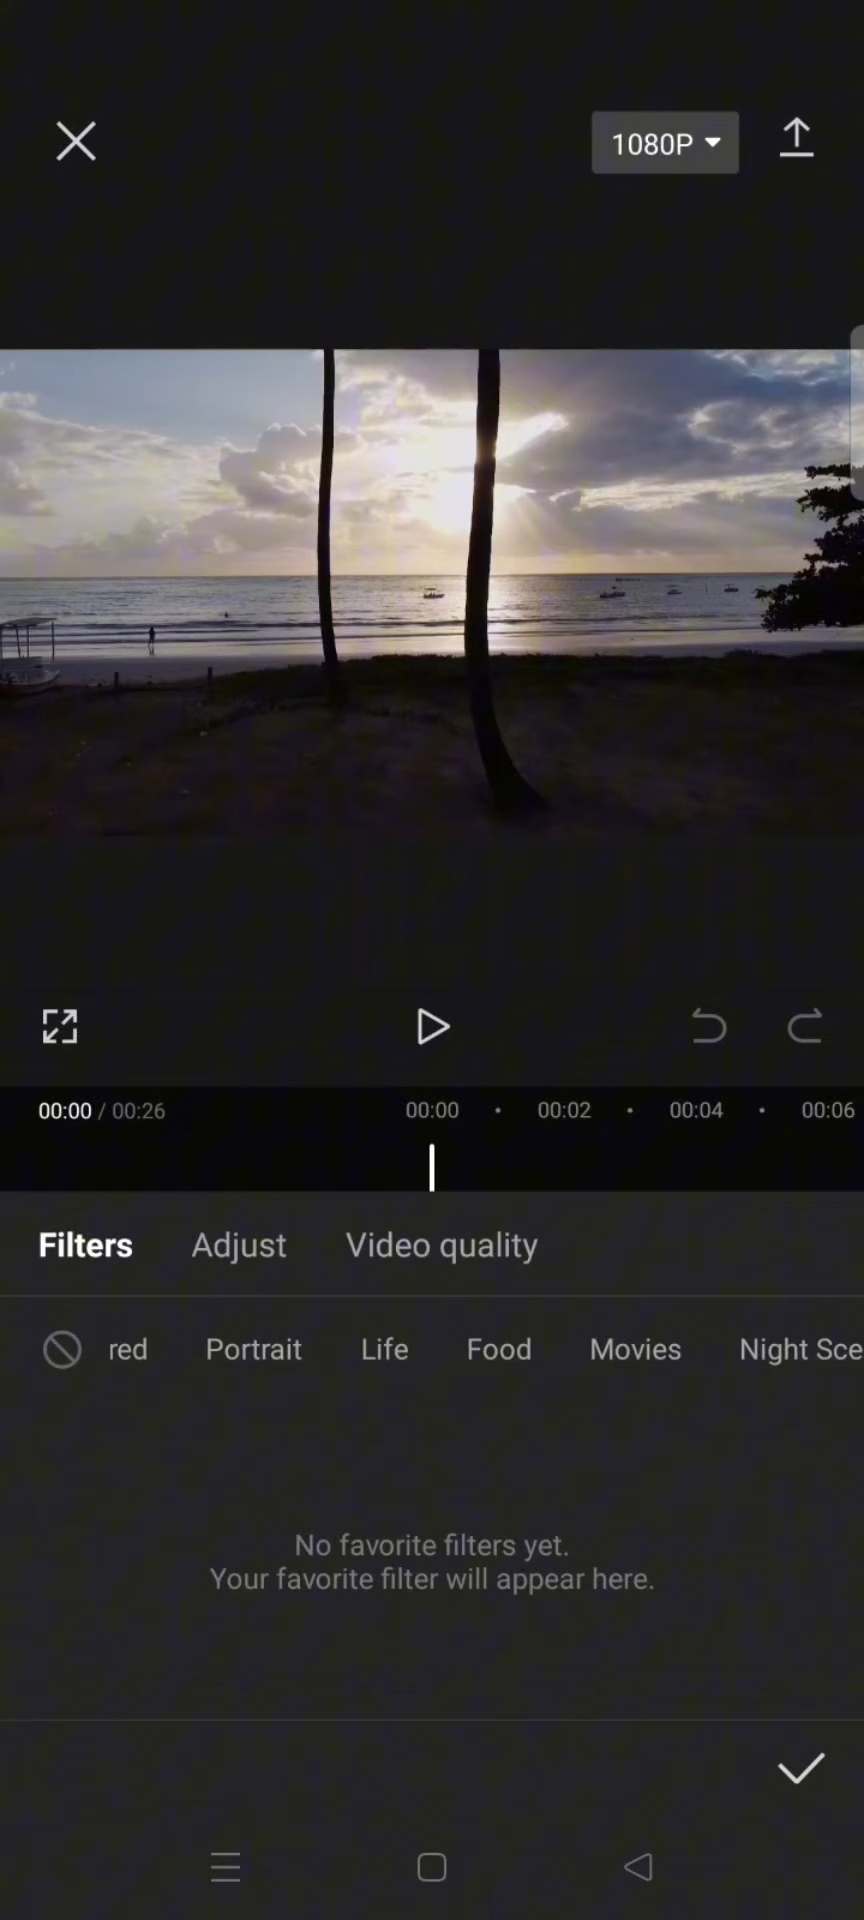 1080P
00:00 / 00:26 00:00 00:02 00:04 00:06
Filters Adjust Video quality
red Portrait Life Food Movies Night Sce
No favorite filters yet.
Your favorite filter will appear here.